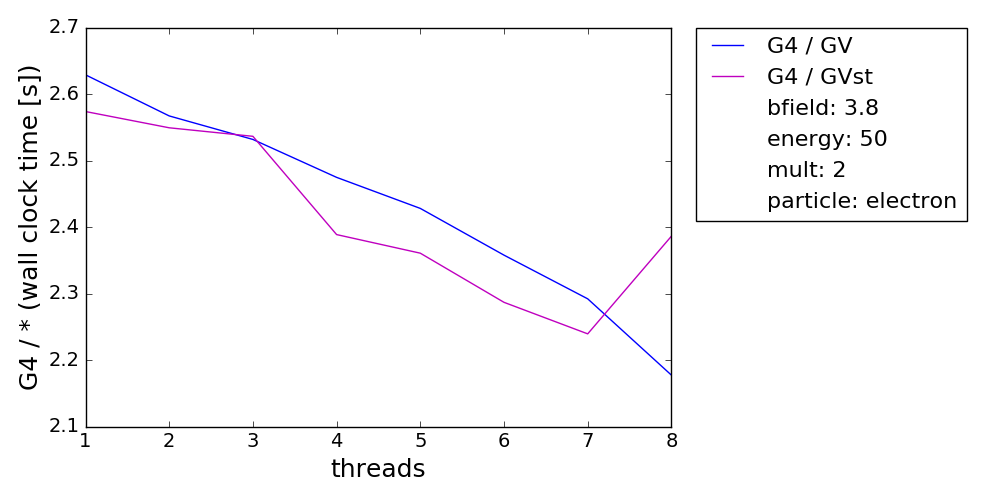 2.7
2.6
2.5
2.4
2.3
2.2
2.1
G4 / * (wall clock time [s])
1 2 3 4 5 6 7 8
threads
G4 / GV
G4 / GVst
bfield: 3.8
energy: 50
mult: 2
particle: electron